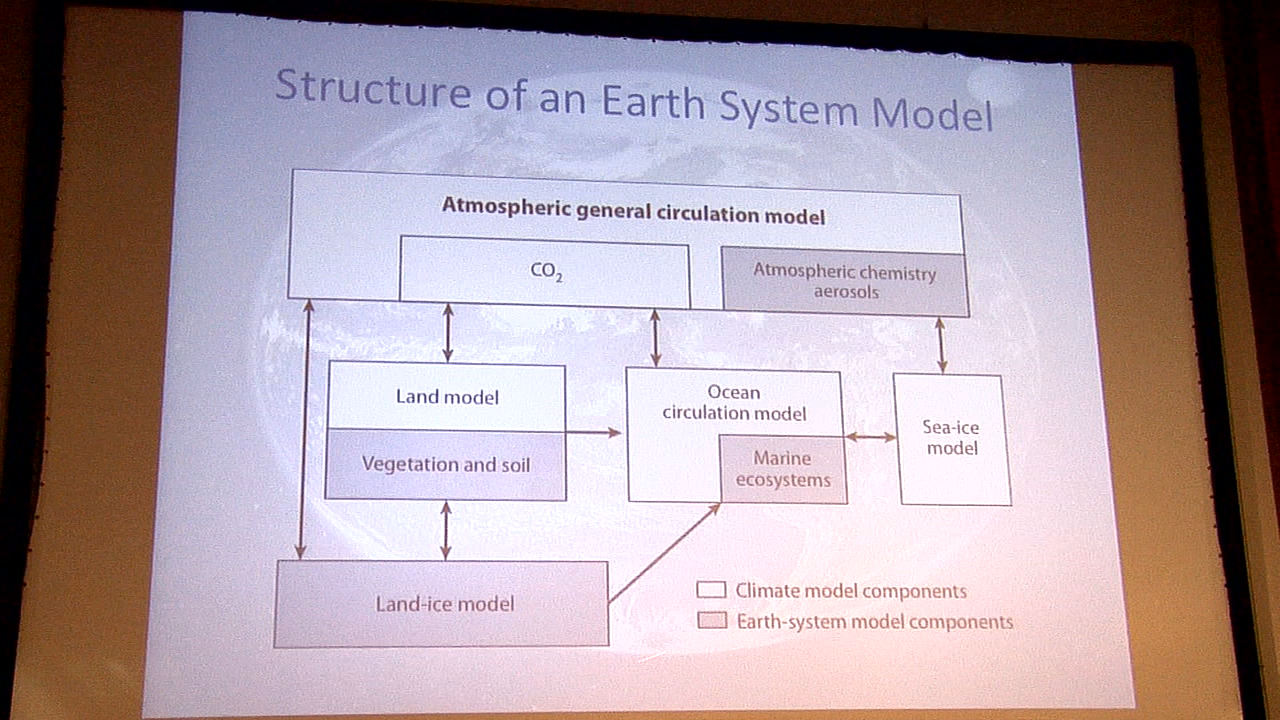 Structure of an Earth System Model
Atmospheric general circulation model
CO₂
Atmospheric chemistry
aerosols
Land model
Vegetation and soil
Ocean
circulation model
Marine
ecosystems
Sea-ice
model
Land-ice model
Climate model components
Earth-system model components